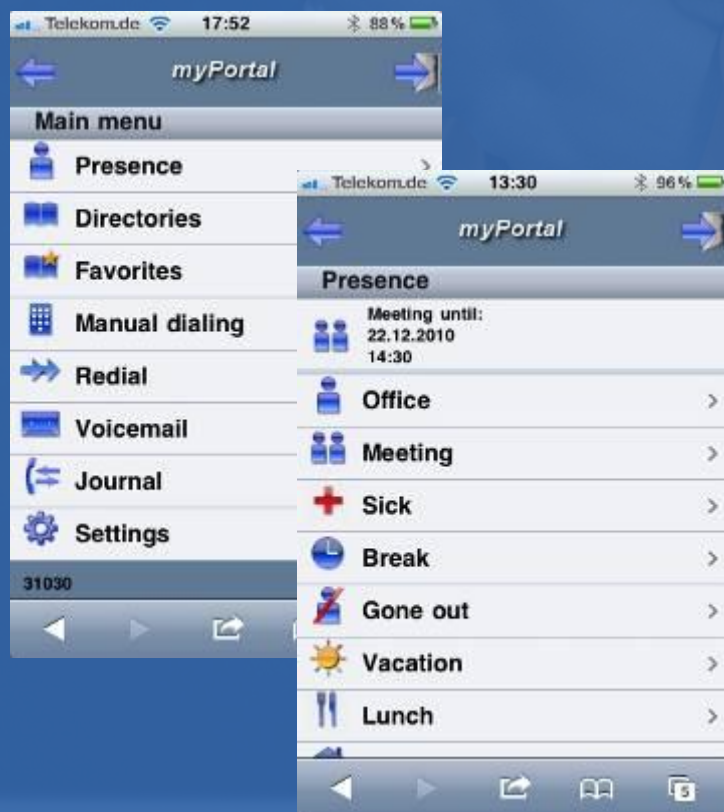 Telekom.de 17:52 88%
myPortal
Main menu
Presence
Directories
Favorites
Manual dialing
Redial
Voicemail
Journal
Settings
31030
Telekom.de 13:30 96%
myPortal
Presence
Meeting until:
22.12.2010
14:30
Office
Meeting
Sick
Break
Gone out
Vacation
Lunch
5